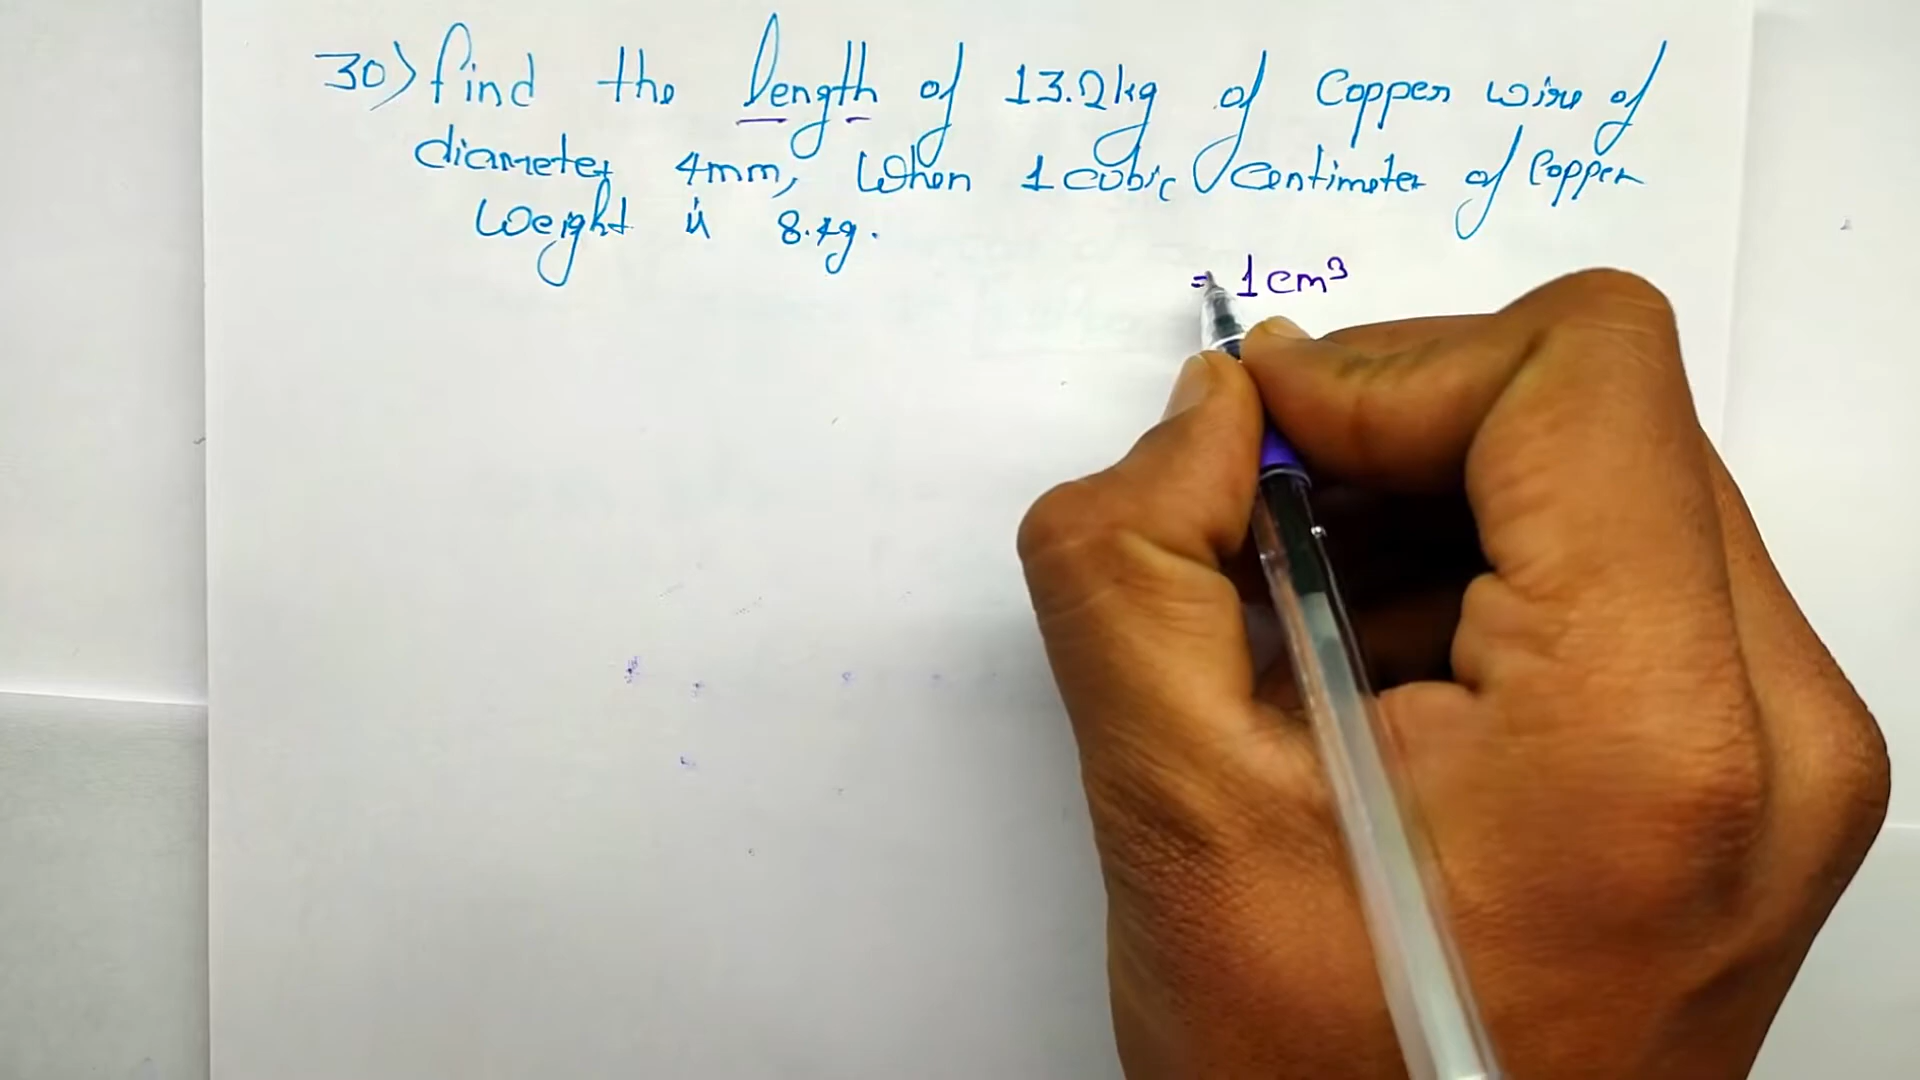 30) find the length of 13.2kg of Copper wire of
diameter 4mm, When 1 cubic Centimeter of Copper
Weight is 8.4g.
= 1cm³